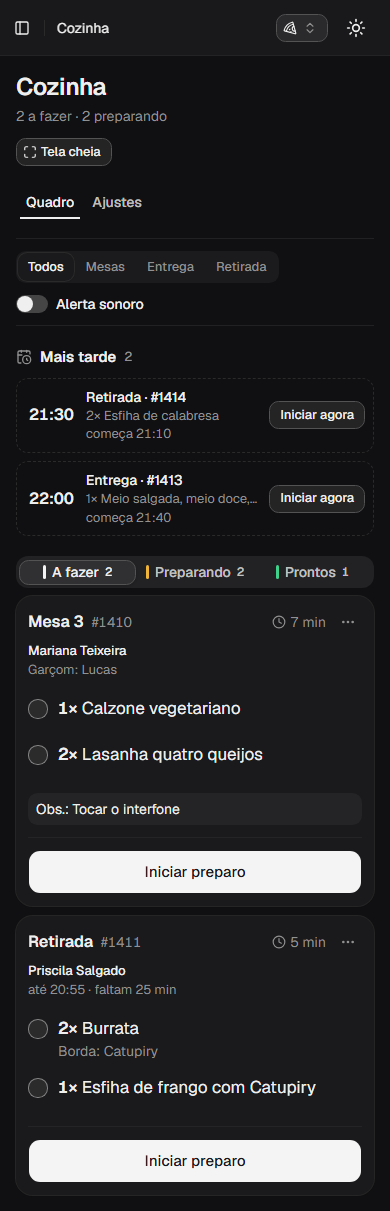 Cozinha
Cozinha
2 a fazer · 2 preparando
Tela cheia
Quadro Ajustes
Todos Mesas Entrega Retirada
Alerta sonoro
Mais tarde 2
21:30
Retirada · #1414
2× Esfiha de calabresa
começa 21:10
Iniciar agora
22:00
Entrega · #1413
1× Meio salgada, meio doce,...
começa 21:40
Iniciar agora
A fazer 2 Preparando 2 Prontos 1
Mesa 3 #1410 7 min
Mariana Teixeira
Garçom: Lucas
1× Calzone vegetariano
2× Lasanha quatro queijos
Obs.: Tocar o interfone
Iniciar preparo
Retirada #1411 5 min
Priscila Salgado
até 20:55 · faltam 25 min
2× Burrata
Borda: Catupiry
1× Esfiha de frango com Catupiry
Iniciar preparo